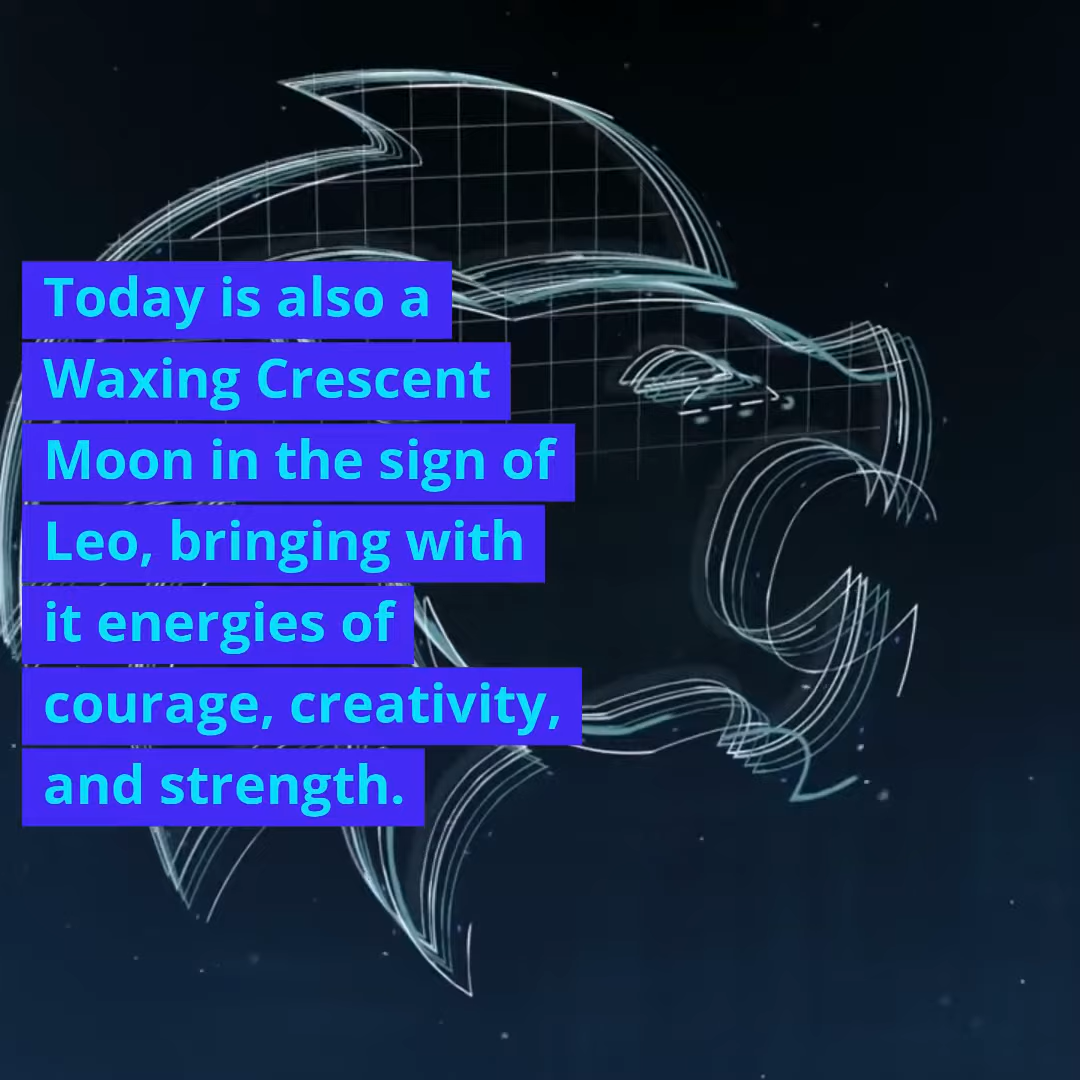 Today is also a
Waxing Crescent
Moon in the sign of
Leo, bringing with
it energies of
courage, creativity,
and strength.